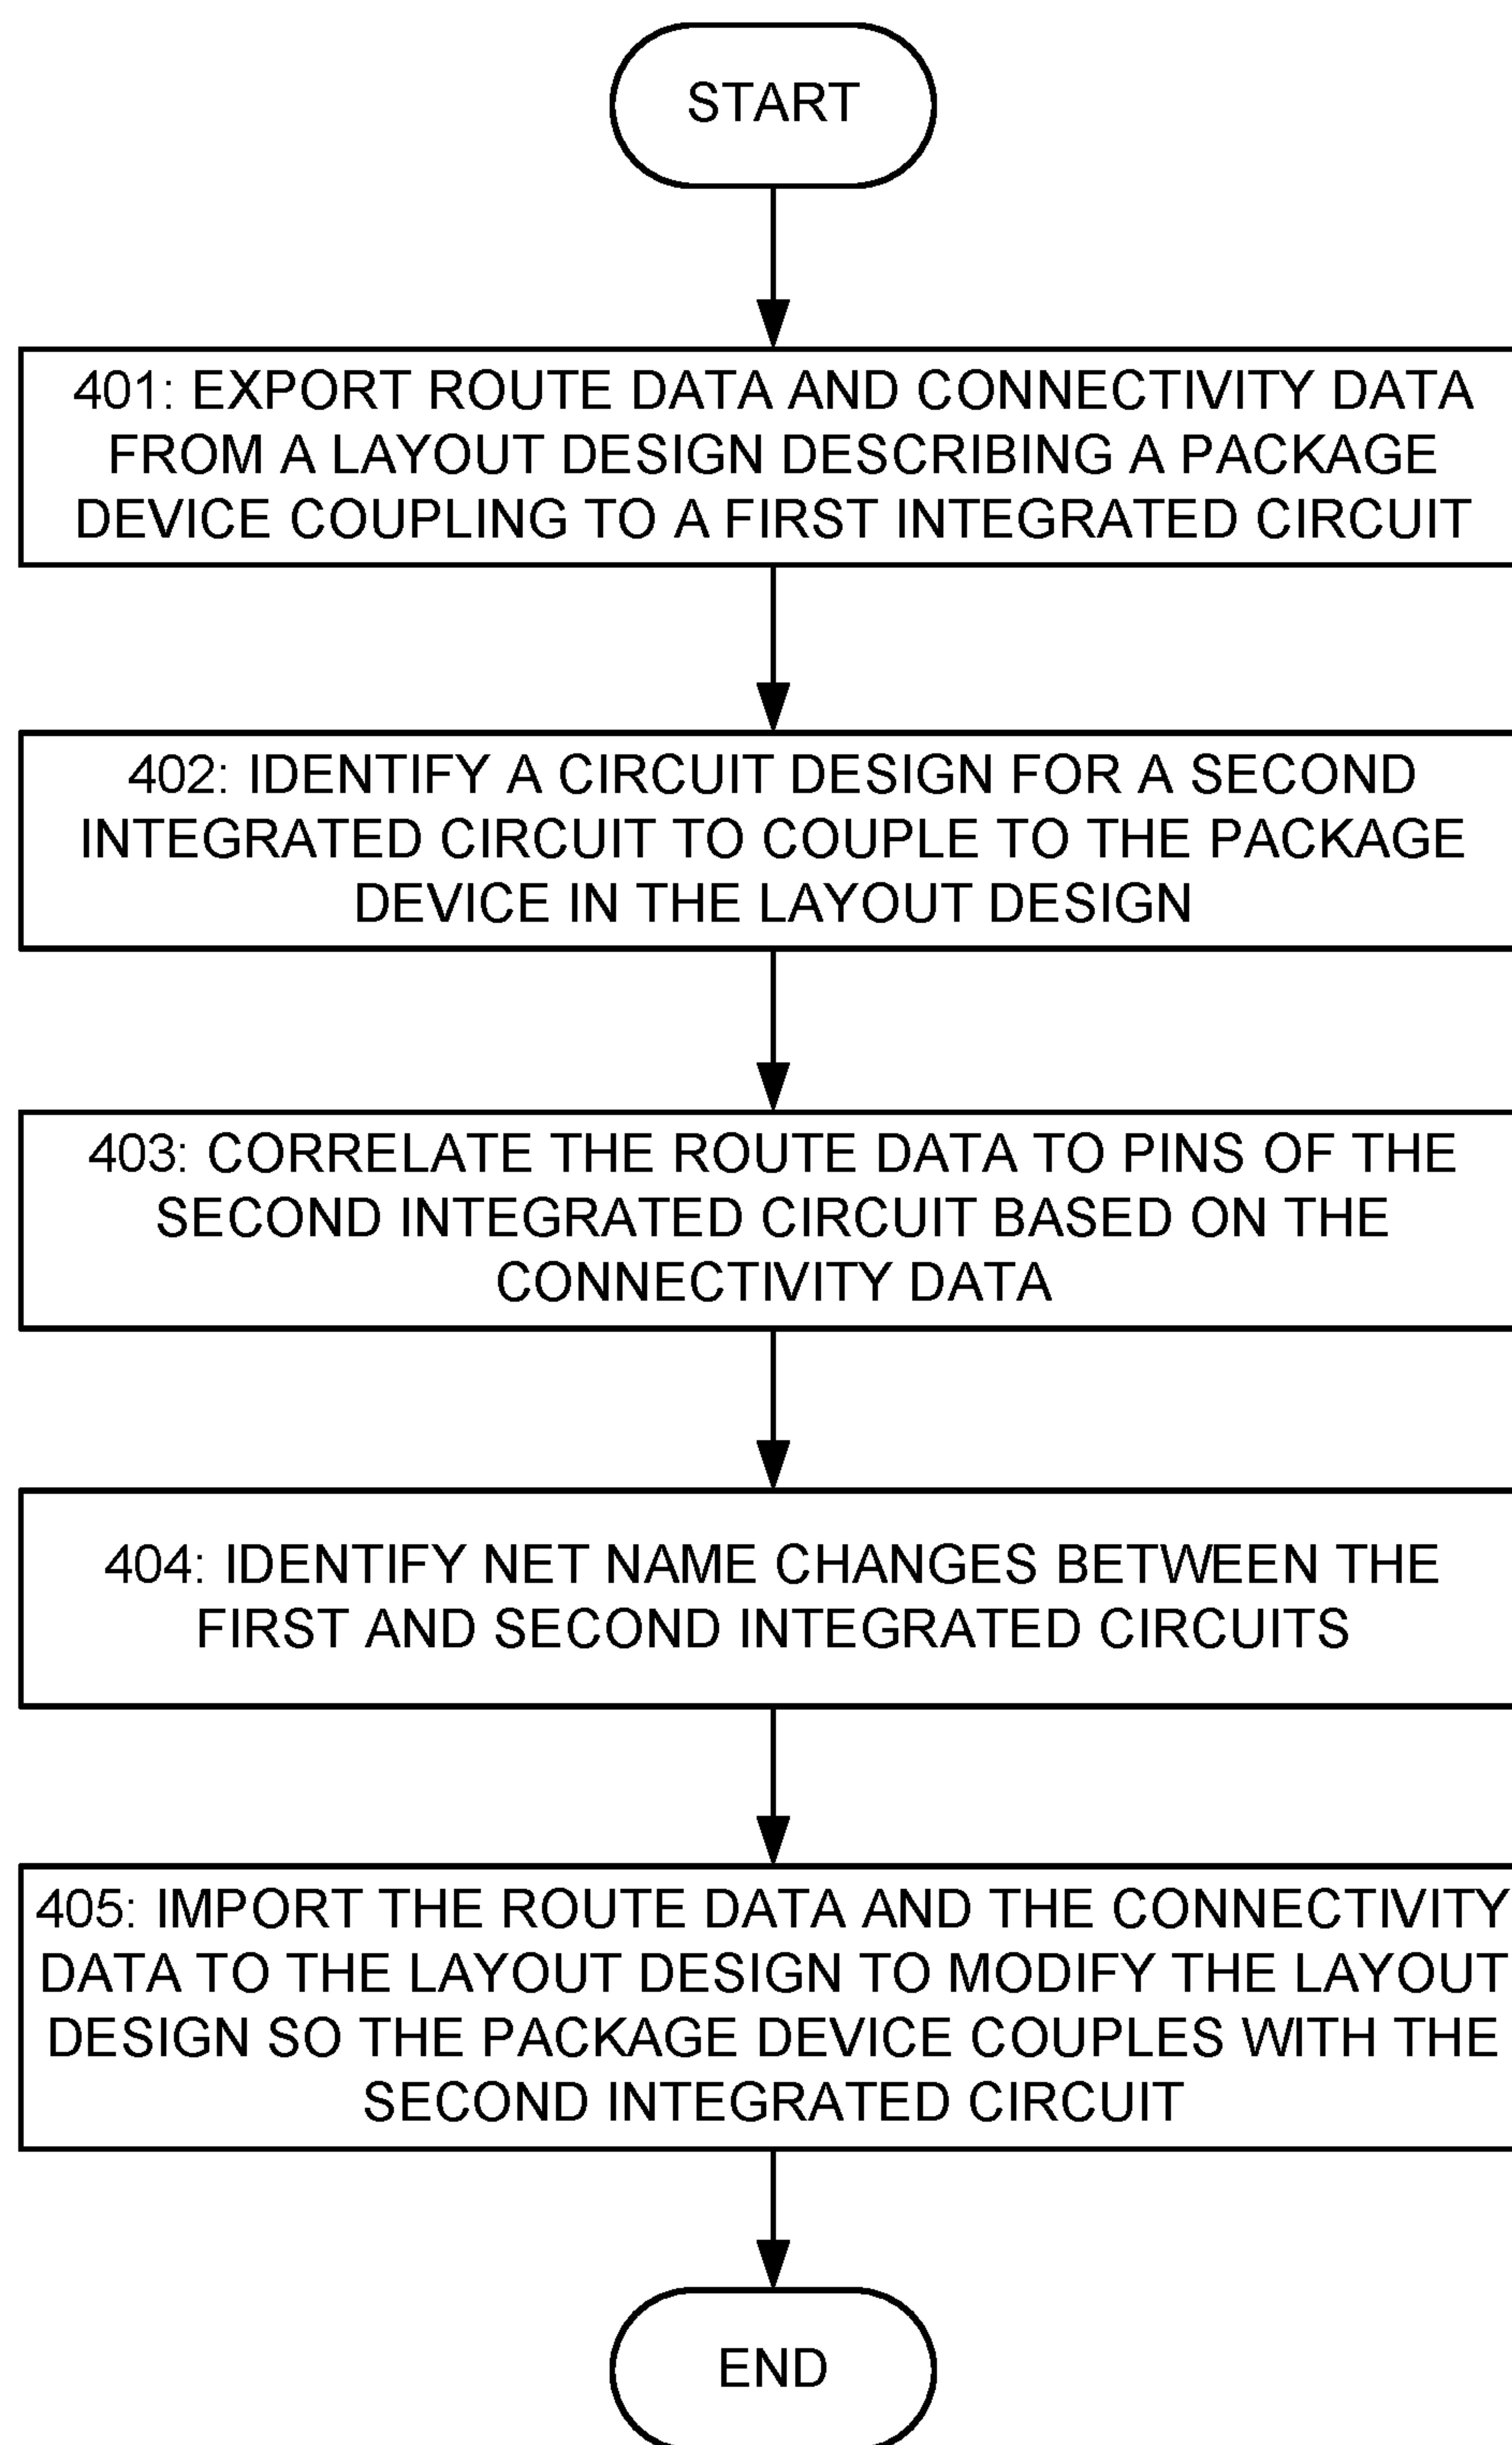 START
401: EXPORT ROUTE DATA AND CONNECTIVITY DATA
FROM A LAYOUT DESIGN DESCRIBING A PACKAGE
DEVICE COUPLING TO A FIRST INTEGRATED CIRCUIT
402: IDENTIFY A CIRCUIT DESIGN FOR A SECOND
INTEGRATED CIRCUIT TO COUPLE TO THE PACKAGE
DEVICE IN THE LAYOUT DESIGN
403: CORRELATE THE ROUTE DATA TO PINS OF THE
SECOND INTEGRATED CIRCUIT BASED ON THE
CONNECTIVITY DATA
404: IDENTIFY NET NAME CHANGES BETWEEN THE
FIRST AND SECOND INTEGRATED CIRCUITS
405: IMPORT THE ROUTE DATA AND THE CONNECTIVITY
DATA TO THE LAYOUT DESIGN TO MODIFY THE LAYOUT
DESIGN SO THE PACKAGE DEVICE COUPLES WITH THE
SECOND INTEGRATED CIRCUIT
END